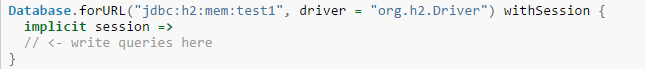 Database.forURL("jdbc:h2:mem:test1", driver = "org.h2.Driver") withSession {
  implicit session =>
  // <- write queries here
}